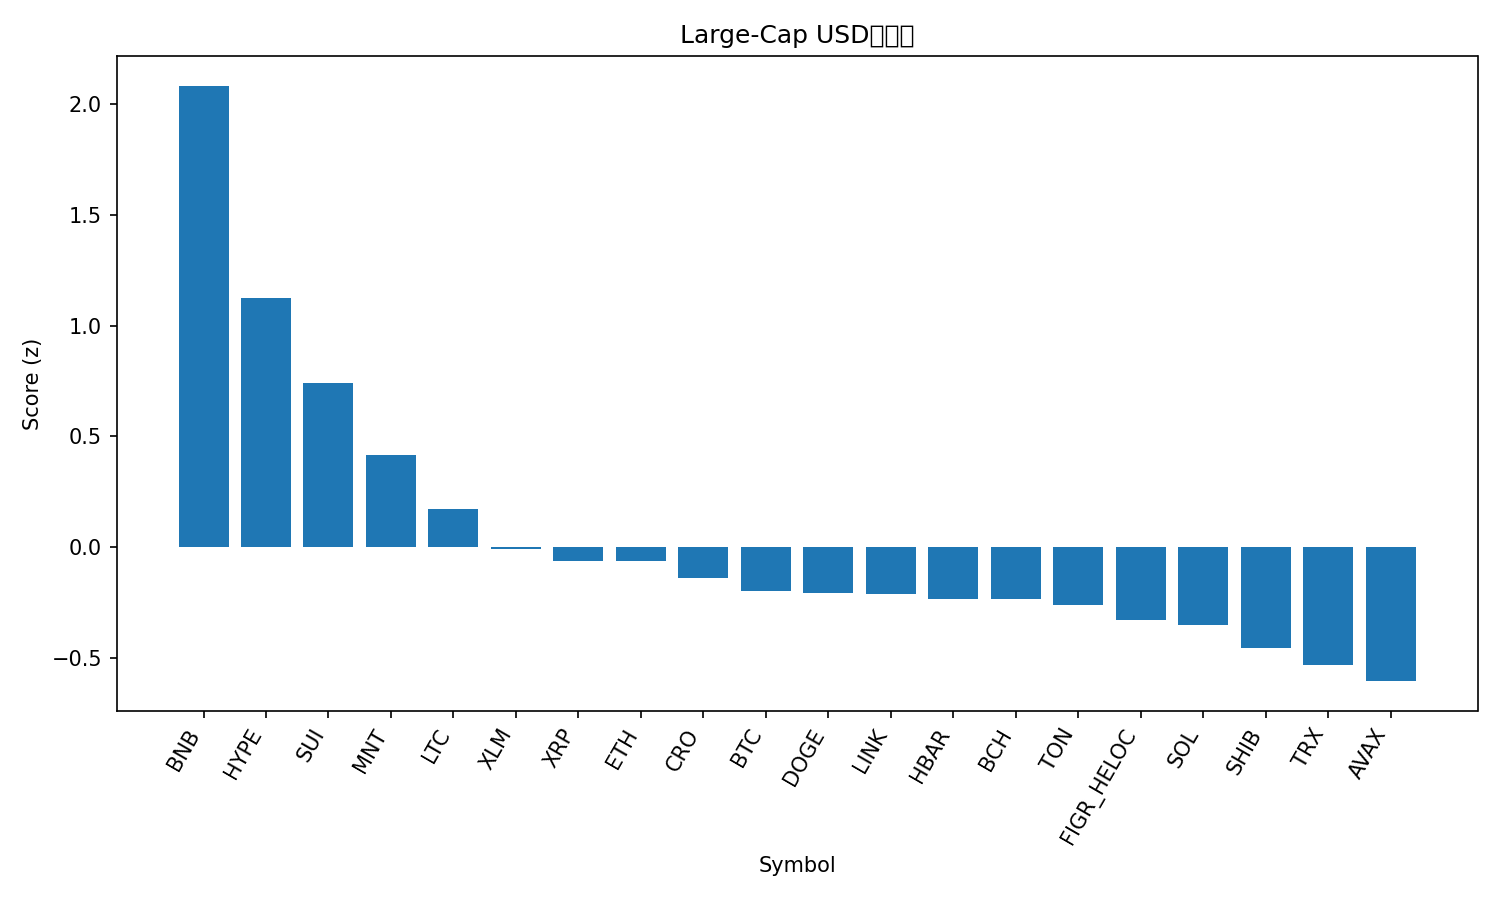 Large-Cap USD
Score (z)
2.0
1.5
1.0
0.5
0.0
−0.5
BNB
HYPE
SUI
MNT
LTC
XLM
XRP
ETH
CRO
BTC
DOGE
LINK
HBAR
BCH
TON
FIGR_HELOC
SOL
SHIB
TRX
AVAX
Symbol